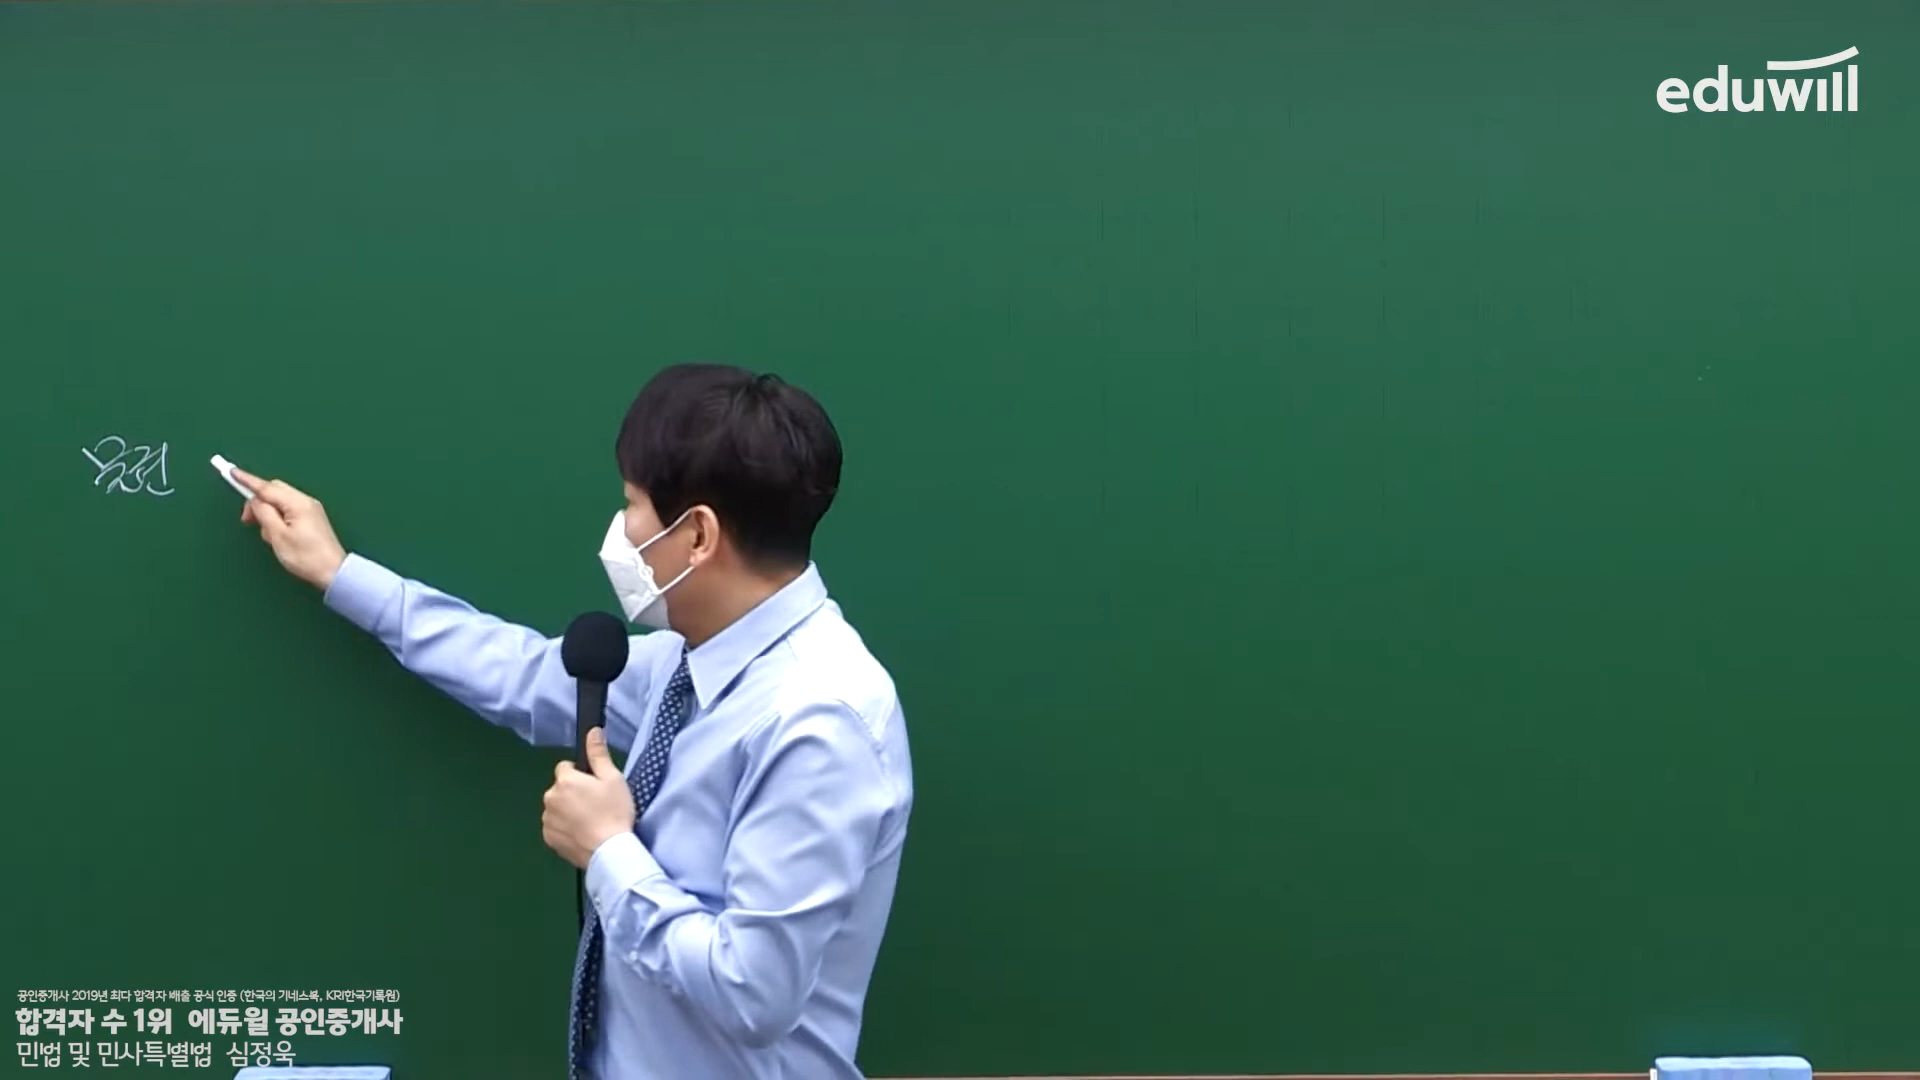 eduwill
물권
공인중개사 2019년 최다 합격자 배출 공식 인증 (한국의 기네스북, KRI한국기록원)
합격자 수 1위 에듀윌 공인중개사
민법 및 민사특별법 심정욱